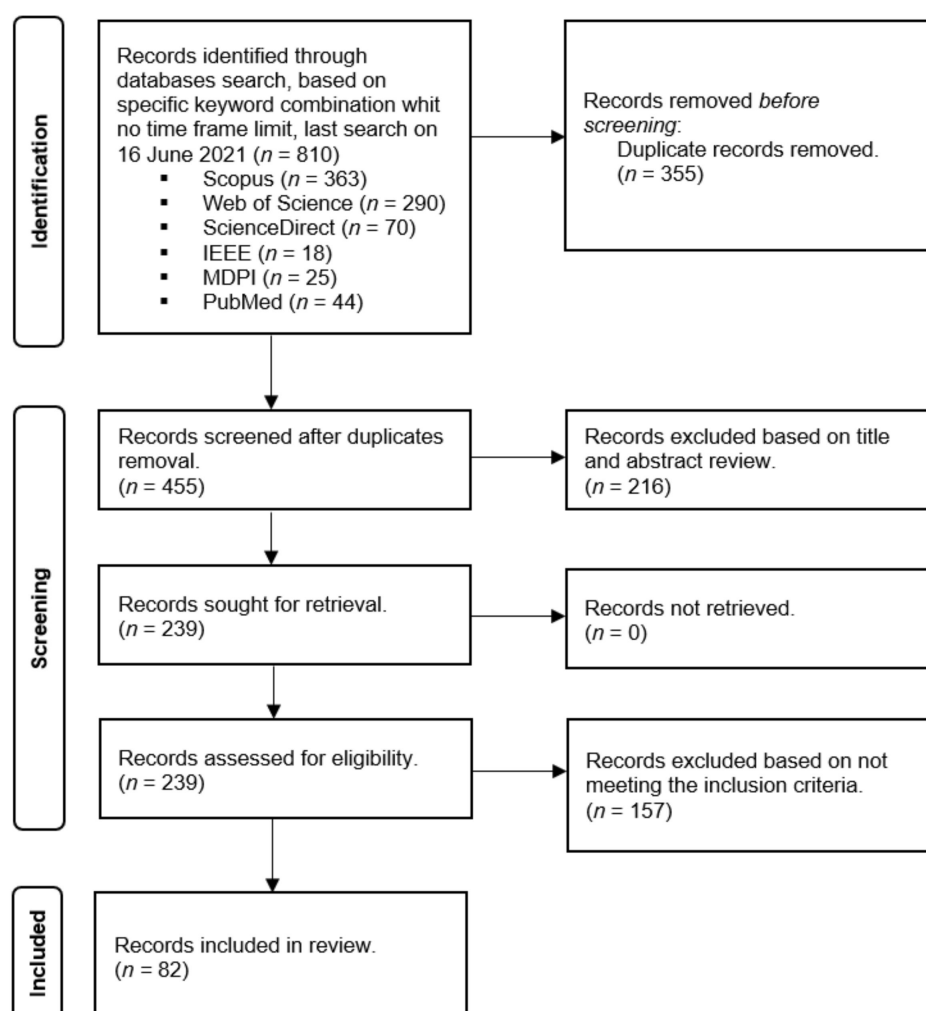 Identification
Records identified through
databases search, based on
specific keyword combination whit
no time frame limit, last search on
16 June 2021 (n = 810)
▪ Scopus (n = 363)
▪ Web of Science (n = 290)
▪ ScienceDirect (n = 70)
▪ IEEE (n = 18)
▪ MDPI (n = 25)
▪ PubMed (n = 44)
Records removed before
screening:
Duplicate records removed.
(n = 355)
Screening
Records screened after duplicates
removal.
(n = 455)
Records excluded based on title
and abstract review.
(n = 216)
Records sought for retrieval.
(n = 239)
Records not retrieved.
(n = 0)
Records assessed for eligibility.
(n = 239)
Records excluded based on not
meeting the inclusion criteria.
(n = 157)
Included
Records included in review.
(n = 82)